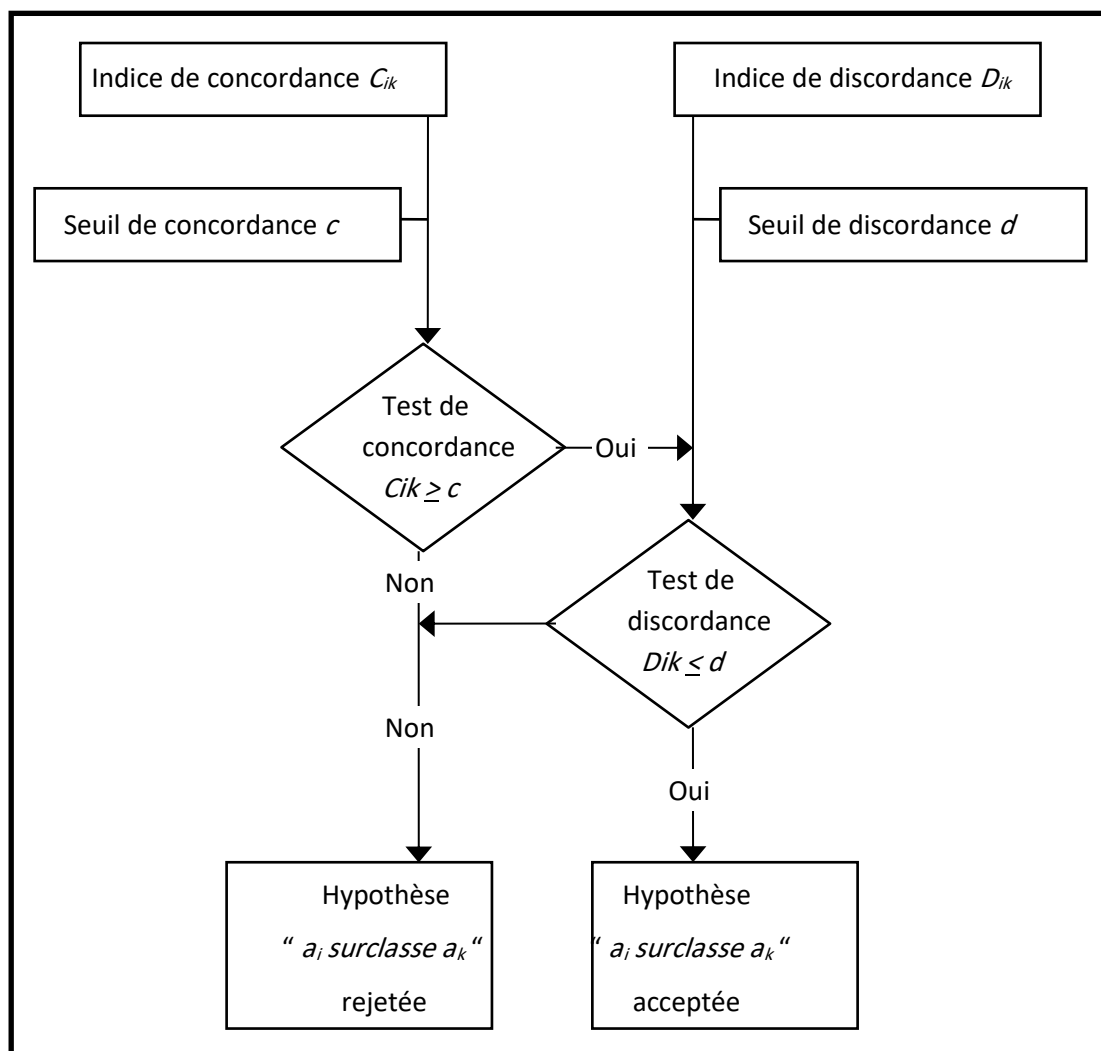 Indice de concordance Cik
Indice de discordance Dik
Seuil de concordance c
Seuil de discordance d
Test de
concordance
Cik ≥ c
Oui
Non
Test de
discordance
Dik ≤ d
Non
Oui
Hypothèse
“ ai surclasse ak“
rejetée
Hypothèse
“ ai surclasse ak“
acceptée